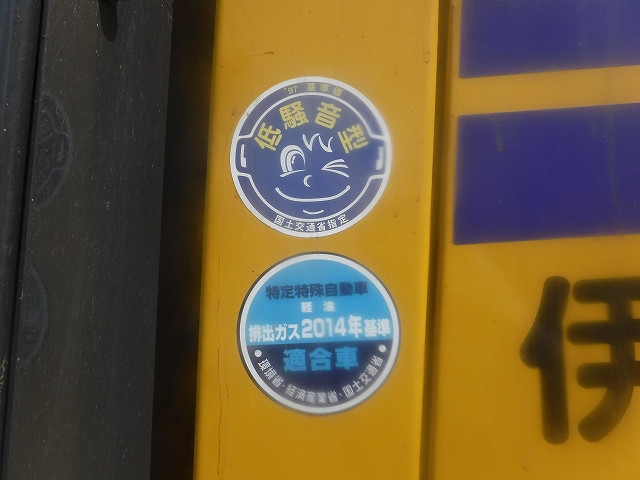 '97 基準値
低騒音型
国土交通省指定
特定特殊自動車
軽油
排出ガス2014年基準
適合車
・環境省・経済産業省・国土交通省・
伊